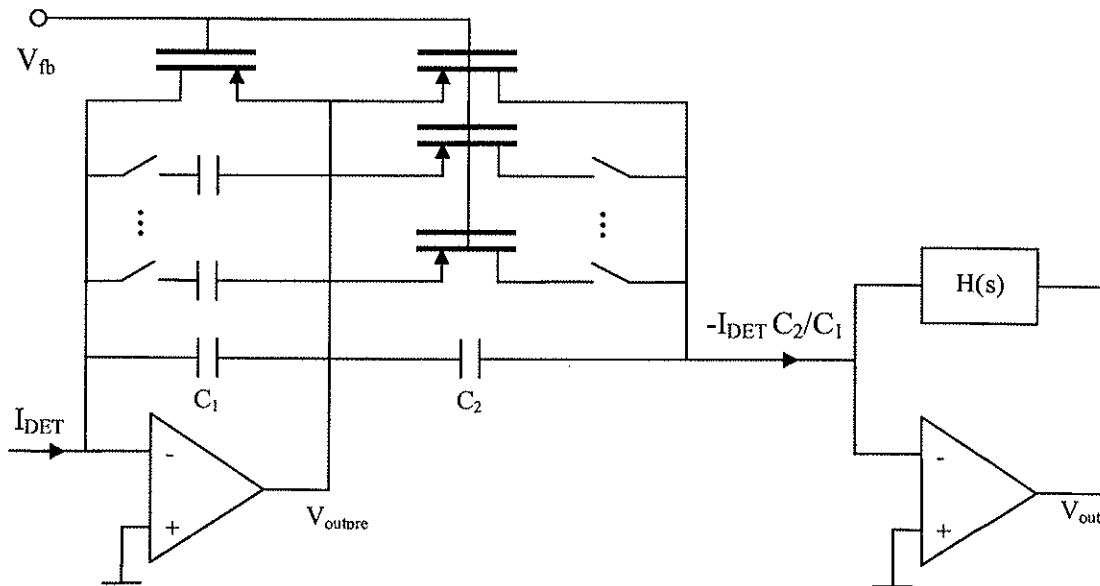 V_fb
H(s)
-I_DET C_2/C_1
C_1
C_2
I_DET
-
+
V_outpre
-
+
V_out